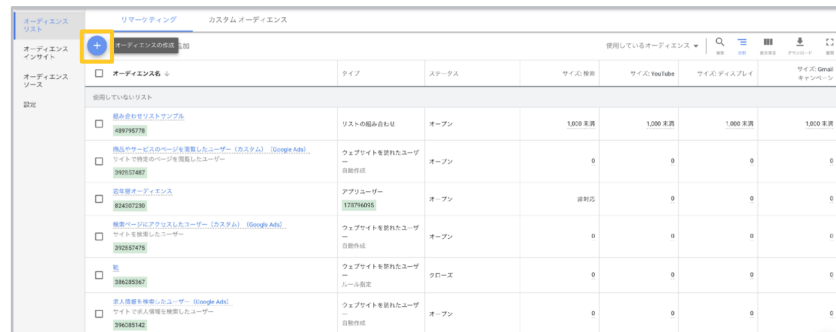 オーディエンス
リスト
オーディエンス
インサイト
オーディエンス
ソース
設定
リマーケティング カスタム オーディエンス
オーディエンスの作成
使用しているオーディエンス
検索 分割 表示項目 ダウンロード 展開
オーディエンス名 ↓ タイプ ステータス サイズ: 検索 サイズ: YouTube サイズ: ディスプレイ サイズ: Gmail
キャンペーン
使用していないリスト
組み合わせリストサンプル リストの組み合わせ オープン 1,000 未満 1,000 未満 1,000 未満 1,000 未満
489795778
商品やサービスのページを閲覧したユーザー（カスタム）（Google Ads） ウェブサイトを訪れたユーザ
サイトで特定のページを閲覧したユーザー ー オープン 0 0 0 0
392557487 自動作成
若年層オーディエンス アプリユーザー オープン 非対応 0 0 0
824307230 178796095
検索ページにアクセスしたユーザー（カスタム）（Google Ads） ウェブサイトを訪れたユーザ
サイトを検索したユーザー ー オープン 0 0 0 0
392557475 自動作成
靴 ウェブサイトを訪れたユーザ
ー クローズ 0 0 0 0
386285367 ルール設定
求人情報を検索したユーザー（Google Ads） ウェブサイトを訪れたユーザ
サイトで求人情報を検索したユーザー ー オープン 0 0 0 0
396085142 自動作成